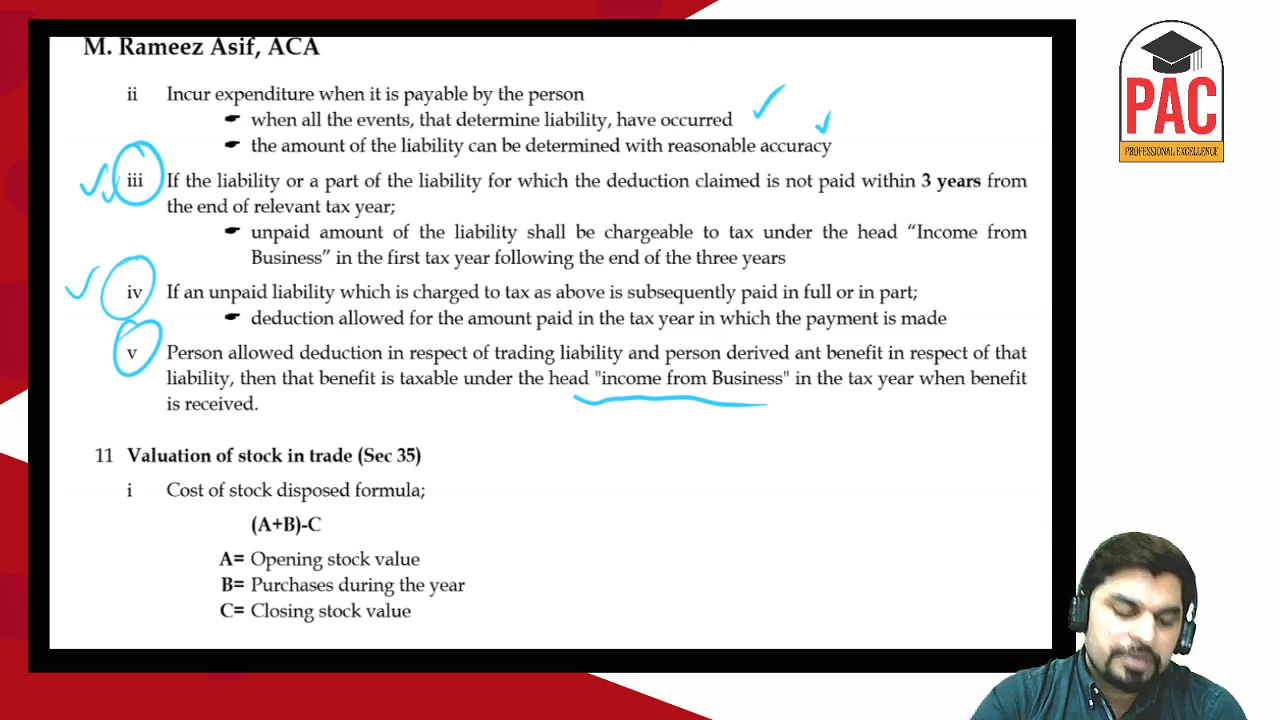 M. Rameez Asif, ACA
ii Incur expenditure when it is payable by the person
when all the events, that determine liability, have occurred
the amount of the liability can be determined with reasonable accuracy
iii If the liability or a part of the liability for which the deduction claimed is not paid within 3 years from
the end of relevant tax year;
unpaid amount of the liability shall be chargeable to tax under the head “Income from
Business” in the first tax year following the end of the three years
iv If an unpaid liability which is charged to tax as above is subsequently paid in full or in part;
deduction allowed for the amount paid in the tax year in which the payment is made
v Person allowed deduction in respect of trading liability and person derived ant benefit in respect of that
liability, then that benefit is taxable under the head "income from Business" in the tax year when benefit
is received.
11 Valuation of stock in trade (Sec 35)
i Cost of stock disposed formula;
(A+B)-C
A= Opening stock value
B= Purchases during the year
C= Closing stock value
PAC
PROFESSIONAL EXCELLENCE